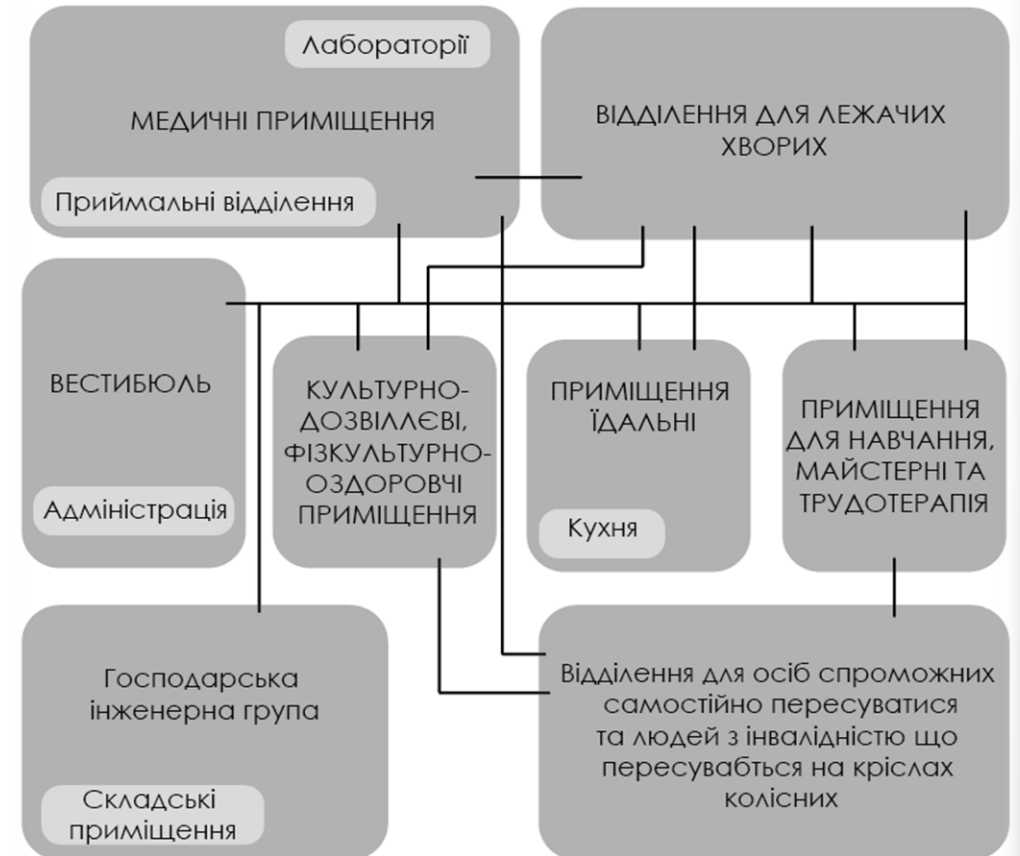 Лабораторії
МЕДИЧНІ ПРИМІЩЕННЯ
Приймальні відділення
ВІДДІЛЕННЯ ДЛЯ ЛЕЖАЧИХ
ХВОРИХ
ВЕСТИБЮЛЬ
Адміністрація
КУЛЬТУРНО-
ДОЗВІЛЛЄВІ,
ФІЗКУЛЬТУРНО-
ОЗДОРОВЧІ
ПРИМІЩЕННЯ
ПРИМІЩЕННЯ
ЇДАЛЬНІ
Кухня
ПРИМІЩЕННЯ
ДЛЯ НАВЧАННЯ,
МАЙСТЕРНІ ТА
ТРУДОТЕРАПІЯ
Господарська
інженерна група
Складські
приміщення
Відділення для осіб спроможних
самостійно пересуватися
та людей з інвалідністю що
пересувабться на кріслах
колісних